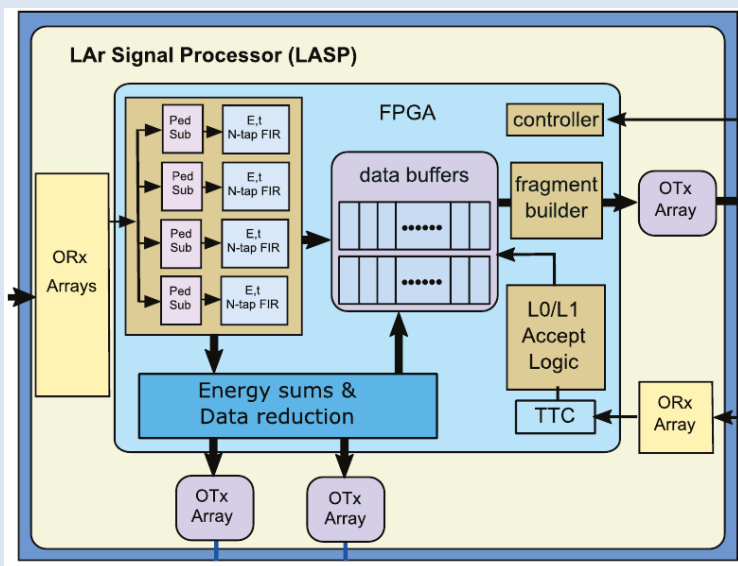 LAr Signal Processor (LASP)
FPGA
Ped
Sub
E,t
N-tap FIR
Ped
Sub
E,t
N-tap FIR
Ped
Sub
E,t
N-tap FIR
Ped
Sub
E,t
N-tap FIR
ORx
Arrays
data buffers
......
......
controller
fragment
builder
OTx
Array
L0/L1
Accept
Logic
TTC
ORx
Array
Energy sums &
Data reduction
OTx
Array
OTx
Array